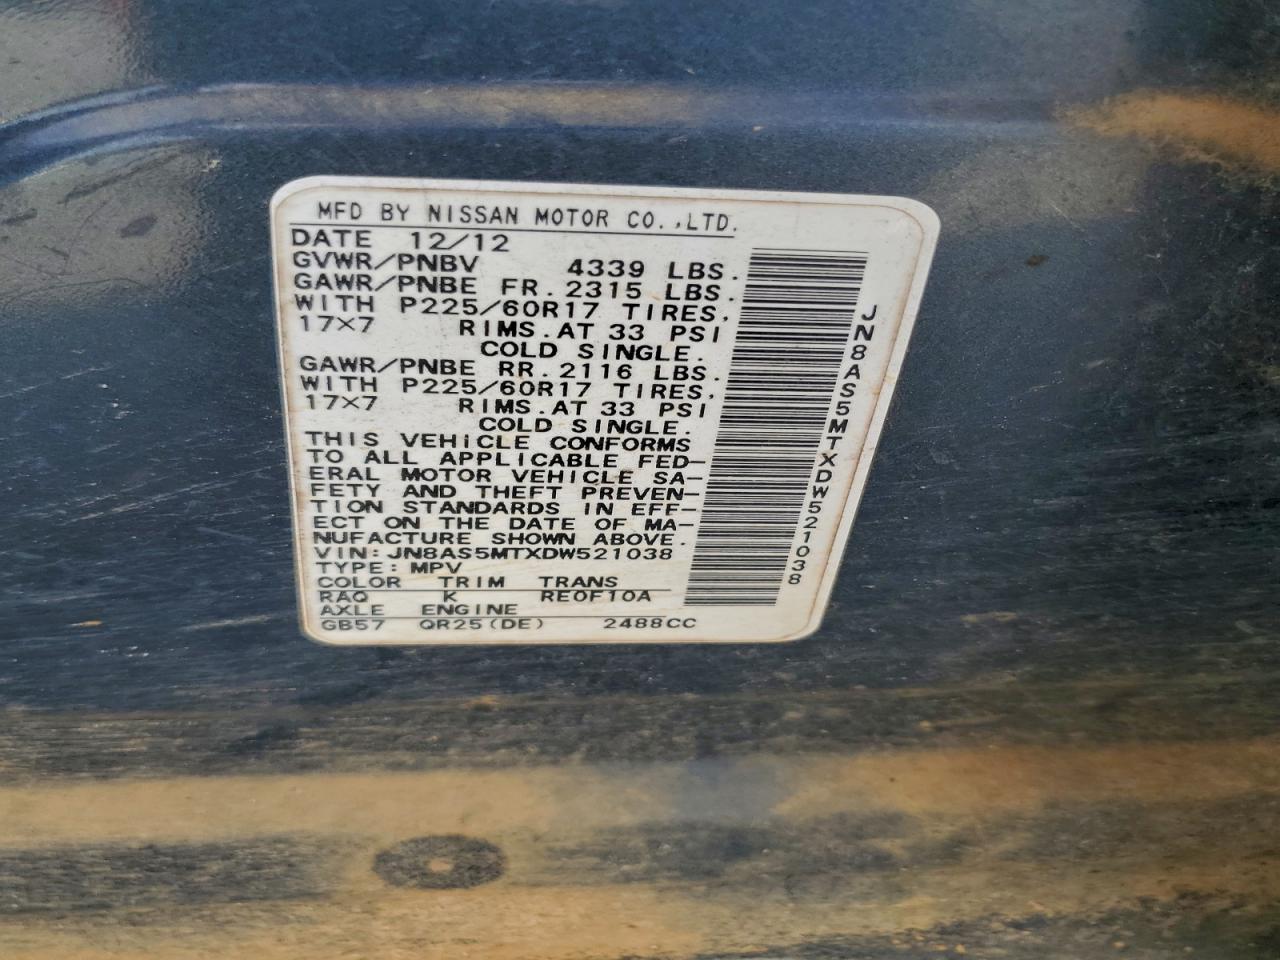 MFD BY NISSAN MOTOR CO.,LTD.
DATE 12/12
GVWR/PNBV 4339 LBS.
GAWR/PNBE FR. 2315 LBS.
WITH P225/60R17 TIRES.
17×7 RIMS. AT 33 PSI
COLD SINGLE.
GAWR/PNBE RR. 2116 LBS.
WITH P225/60R17 TIRES.
17×7 RIMS. AT 33 PSI
COLD SINGLE.
THIS VEHICLE CONFORMS
TO ALL APPLICABLE FED-
ERAL MOTOR VEHICLE SA-
FETY AND THEFT PREVEN-
TION STANDARDS IN EFF-
ECT ON THE DATE OF MA-
NUFACTURE SHOWN ABOVE.
VIN: JN8AS5MTXDW521038
TYPE: MPV
COLOR TRIM TRANS
RAQ K RE0F10A
AXLE ENGINE
GB57 QR25(DE) 2488CC
JN8AS5MTXDW521038